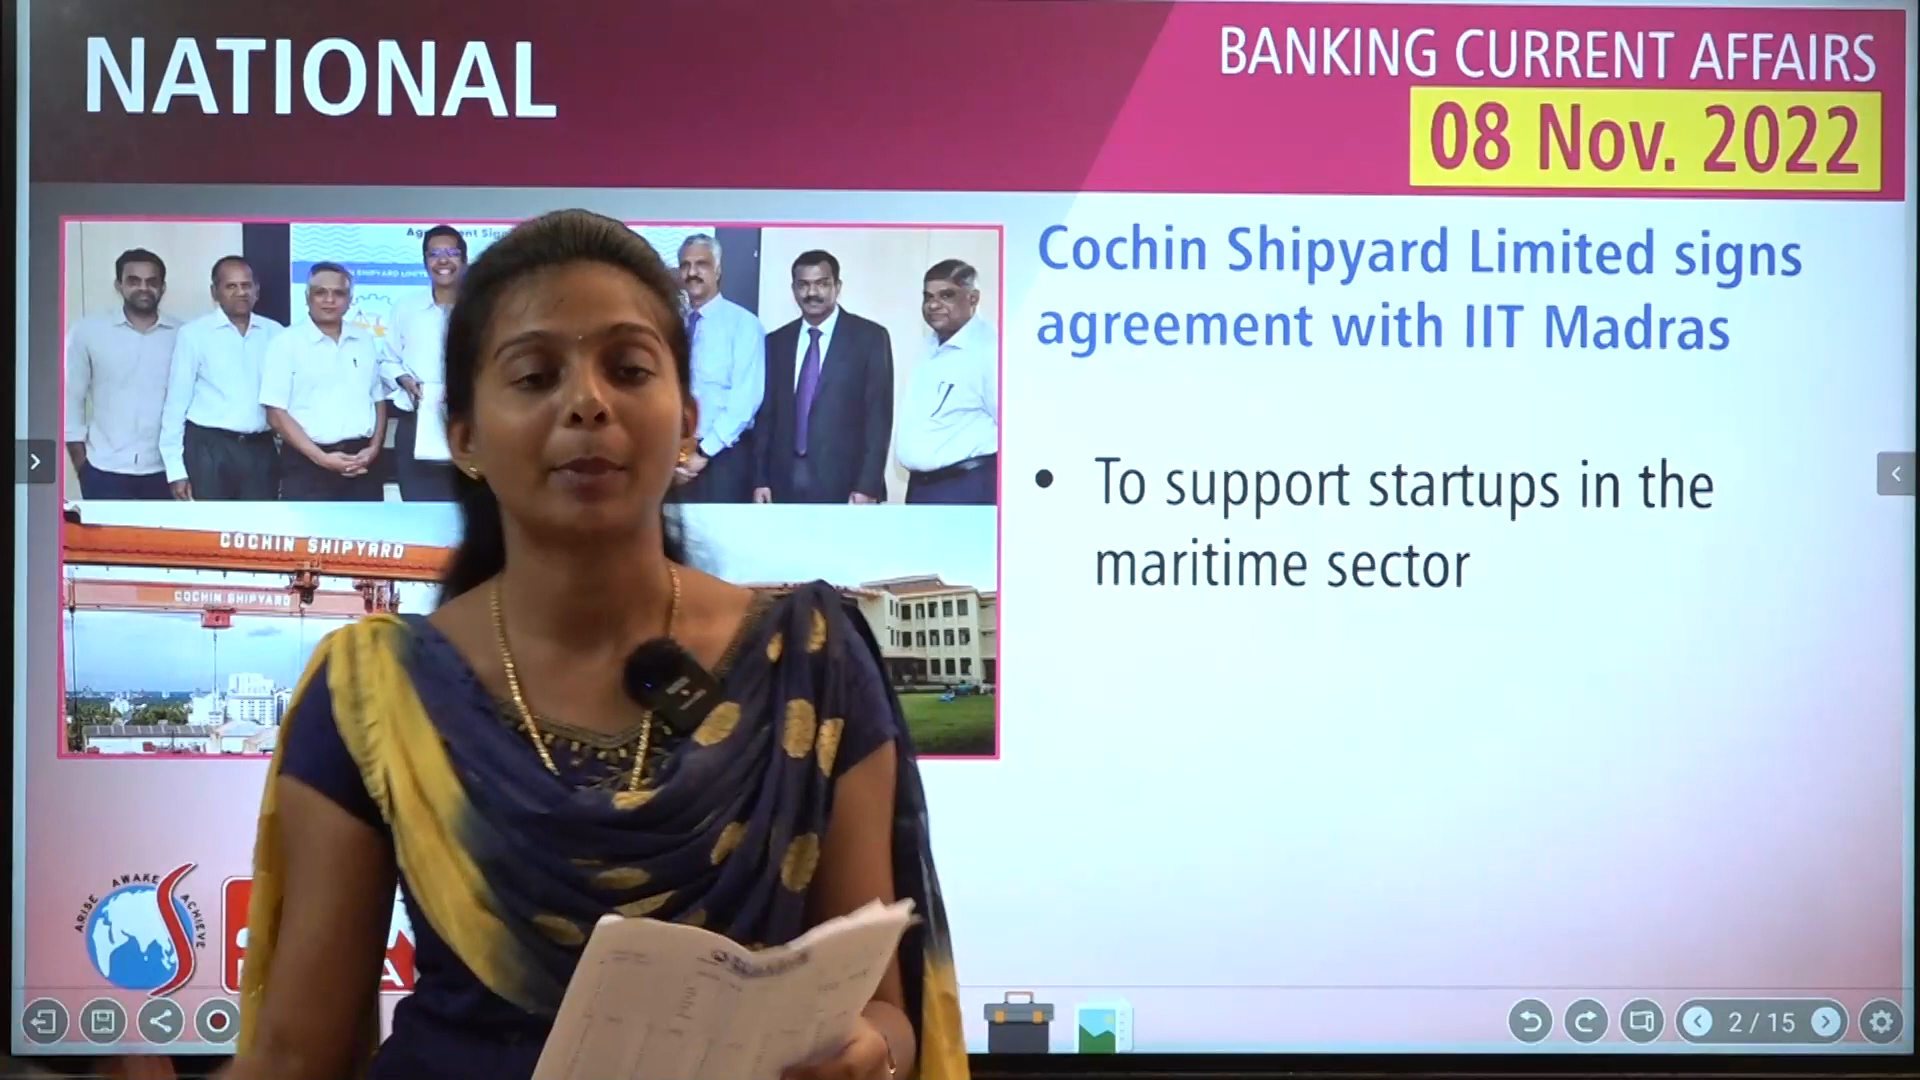 NATIONAL
BANKING CURRENT AFFAIRS
08 Nov. 2022
Cochin Shipyard Limited signs
agreement with IIT Madras
• To support startups in the
maritime sector
COCHIN SHIPYARD
COCHIN SHIPYARD
ARISE AWAKE ACHIEVE
2 / 15